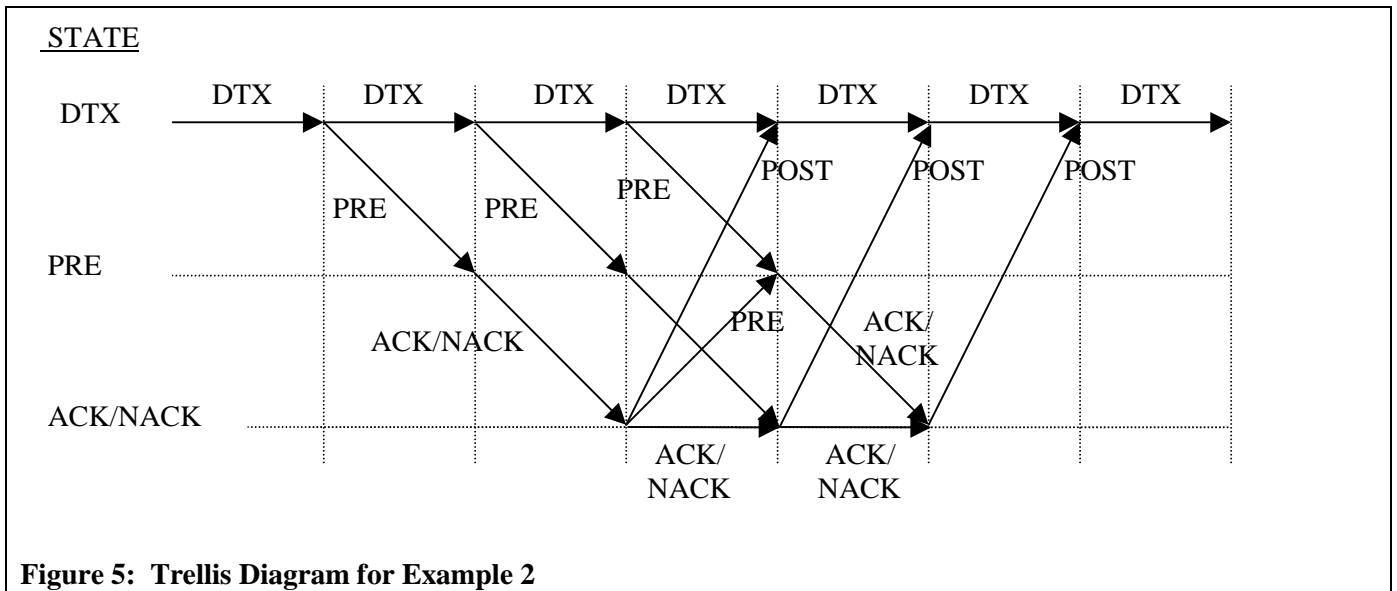 STATE
DTX DTX DTX DTX DTX DTX DTX
DTX
POST POST POST
PRE
PRE PRE
PRE
PRE ACK/
NACK
ACK/NACK
ACK/NACK
ACK/ ACK/
NACK NACK
Figure 5: Trellis Diagram for Example 2